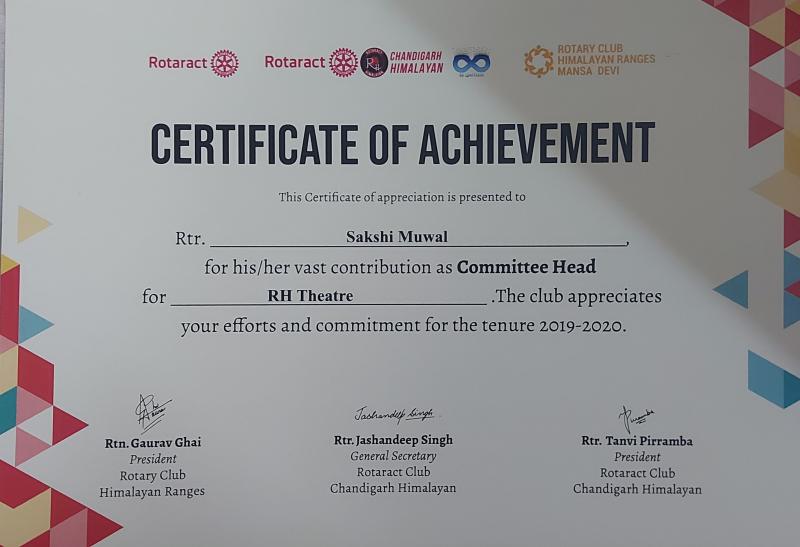 Rotaract
Rotaract CHANDIGARH HIMALAYAN
ROTARY CLUB
HIMALAYAN RANGES
MANSA DEVI
CERTIFICATE OF ACHIEVEMENT
This Certificate of appreciation is presented to
Rtr. Sakshi Muwal,
for his/her vast contribution as Committee Head
for RH Theatre .The club appreciates
your efforts and commitment for the tenure 2019-2020.
Jashandeep Singh.
Pirramba
Rtn. Gaurav Ghai
President
Rotary Club
Himalayan Ranges
Rtr. Jashandeep Singh
General Secretary
Rotaract Club
Chandigarh Himalayan
Rtr. Tanvi Pirramba
President
Rotaract Club
Chandigarh Himalayan